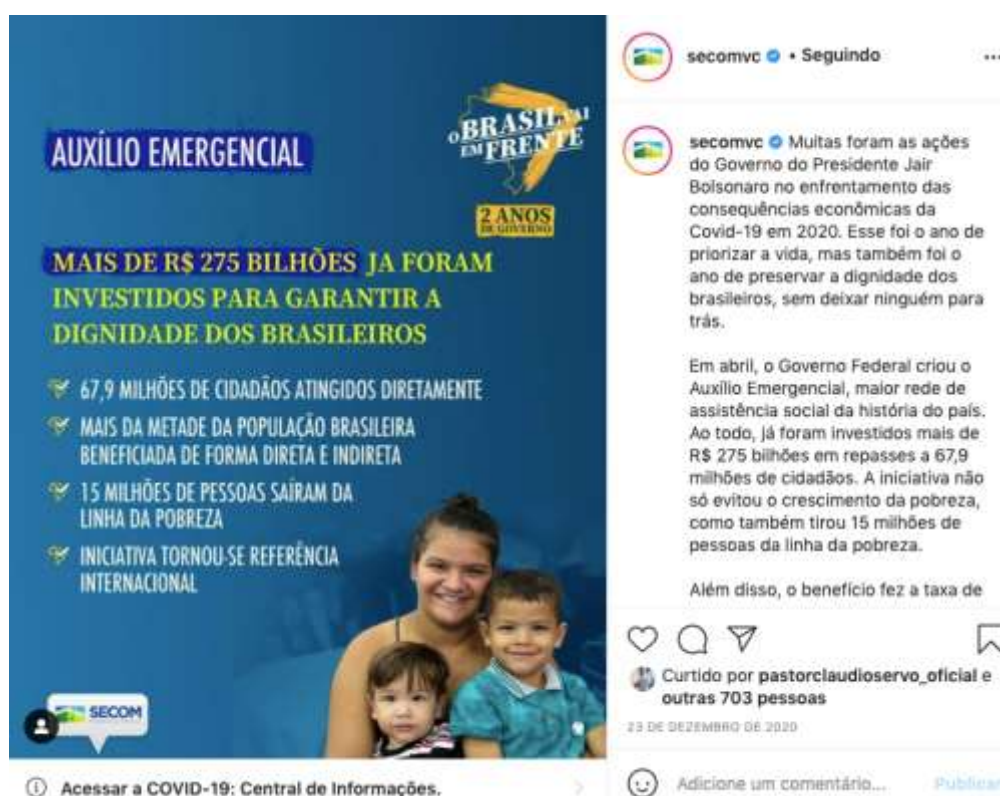 AUXÍLIO EMERGENCIAL
O BRASIL VAI
EM FRENTE
2 ANOS
DE GOVERNO
MAIS DE R$ 275 BILHÕES JA FORAM
INVESTIDOS PARA GARANTIR A
DIGNIDADE DOS BRASILEIROS
67,9 MILHÕES DE CIDADÃOS ATINGIDOS DIRETAMENTE
MAIS DA METADE DA POPULAÇÃO BRASILEIRA
BENEFICIADA DE FORMA DIRETA E INDIRETA
15 MILHÕES DE PESSOAS SAÍRAM DA
LINHA DA POBREZA
INICIATIVA TORNOU-SE REFERÊNCIA
INTERNACIONAL
SECOM
Acessar a COVID-19: Central de Informações.
secomvc • Seguindo
secomvc Muitas foram as ações
do Governo do Presidente Jair
Bolsonaro no enfrentamento das
consequências econômicas da
Covid-19 em 2020. Esse foi o ano de
priorizar a vida, mas também foi o
ano de preservar a dignidade dos
brasileiros, sem deixar ninguém para
trás.
Em abril, o Governo Federal criou o
Auxílio Emergencial, maior rede de
assistência social da história do país.
Ao todo, já foram investidos mais de
R$ 275 bilhões em repasses a 67,9
milhões de cidadãos. A iniciativa não
só evitou o crescimento da pobreza,
como também tirou 15 milhões de
pessoas da linha da pobreza.
Além disso, o benefício fez a taxa de
Curtido por pastorclaudioservo_oficial e
outras 703 pessoas
23 DE DEZEMBRO DE 2020
Adicione um comentário... Publicar